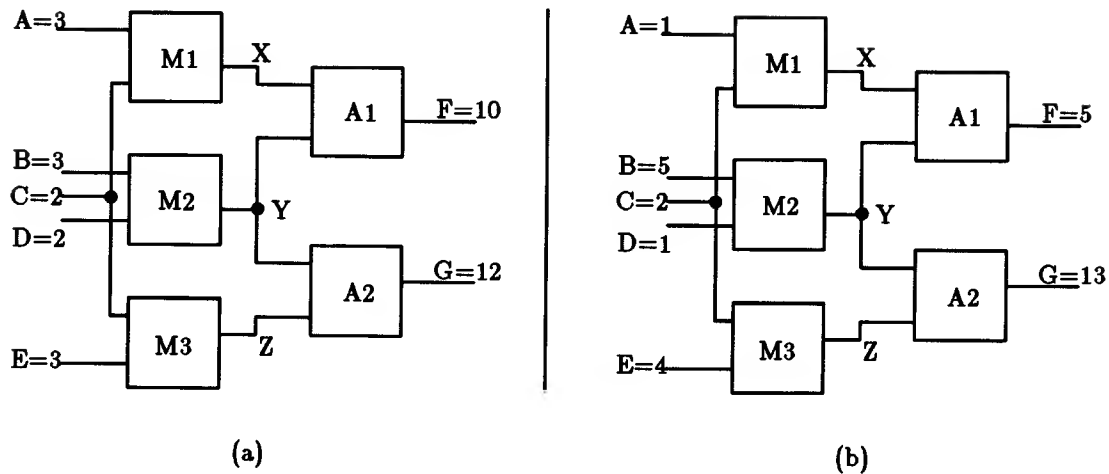 A=3
M1
X
A1
F=10
B=3
C=2
M2
Y
D=2
G=12
A2
M3
Z
E=3
(a)
A=1
M1
X
A1
F=5
B=5
C=2
M2
Y
D=1
G=13
A2
M3
Z
E=4
(b)